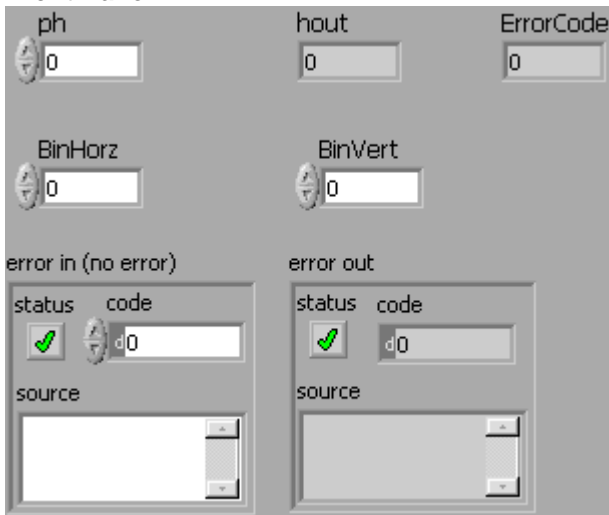 ph hout ErrorCode
0 0 0
BinHorz BinVert
0 0
error in (no error) error out
status code status code
d0 d0
source source